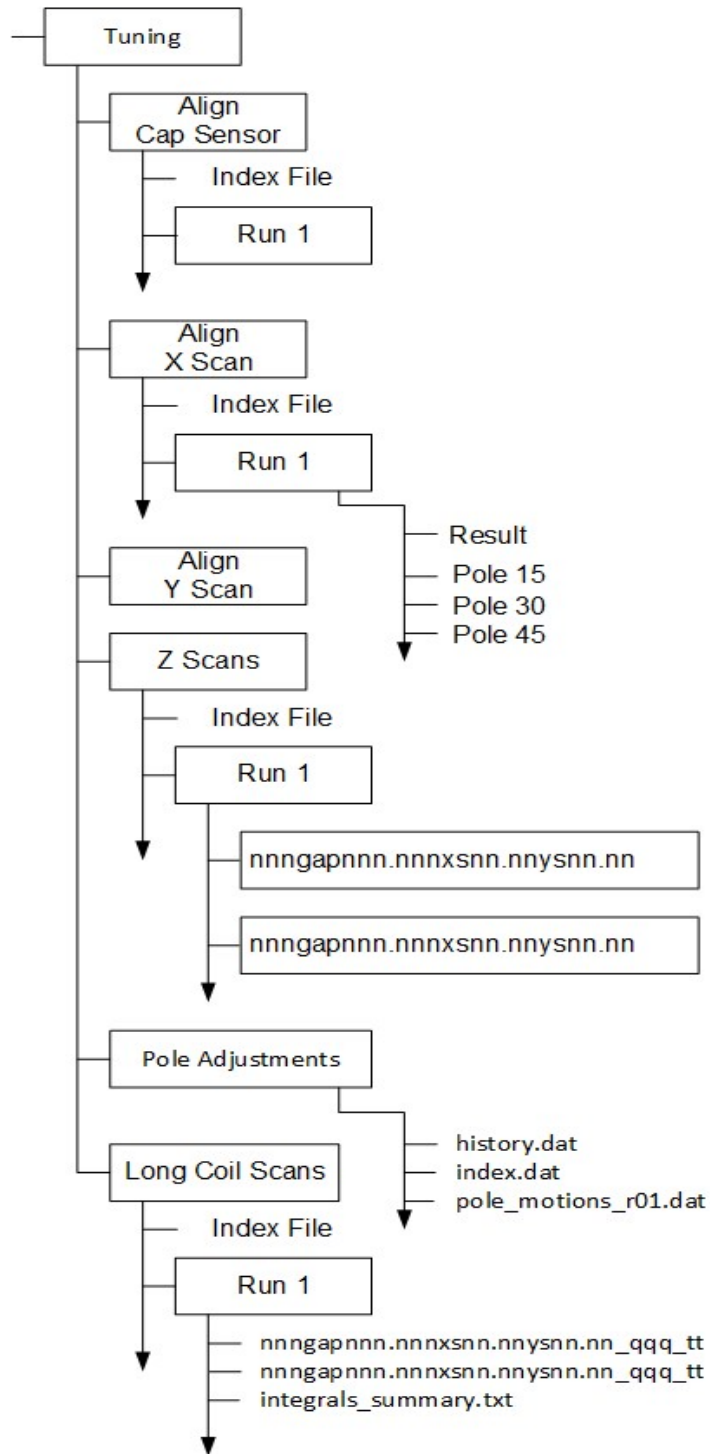 Tuning
Align
Cap Sensor
Index File
Run 1
Align
X Scan
Index File
Run 1
Result
Pole 15
Pole 30
Pole 45
Align
Y Scan
Z Scans
Index File
Run 1
nnngapnnn.nnnxsnn.nnysnn.nn
nnngapnnn.nnnxsnn.nnysnn.nn
Pole Adjustments
history.dat
index.dat
pole_motions_r01.dat
Long Coil Scans
Index File
Run 1
nnngapnnn.nnnxsnn.nnysnn.nn_qqq_tt
nnngapnnn.nnnxsnn.nnysnn.nn_qqq_tt
integrals_summary.txt